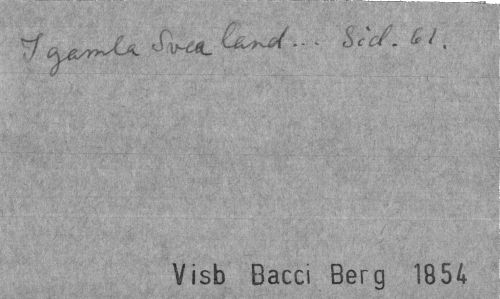 I gamla Svea land... Sid. 61.
Visb Bacci Berg 1854